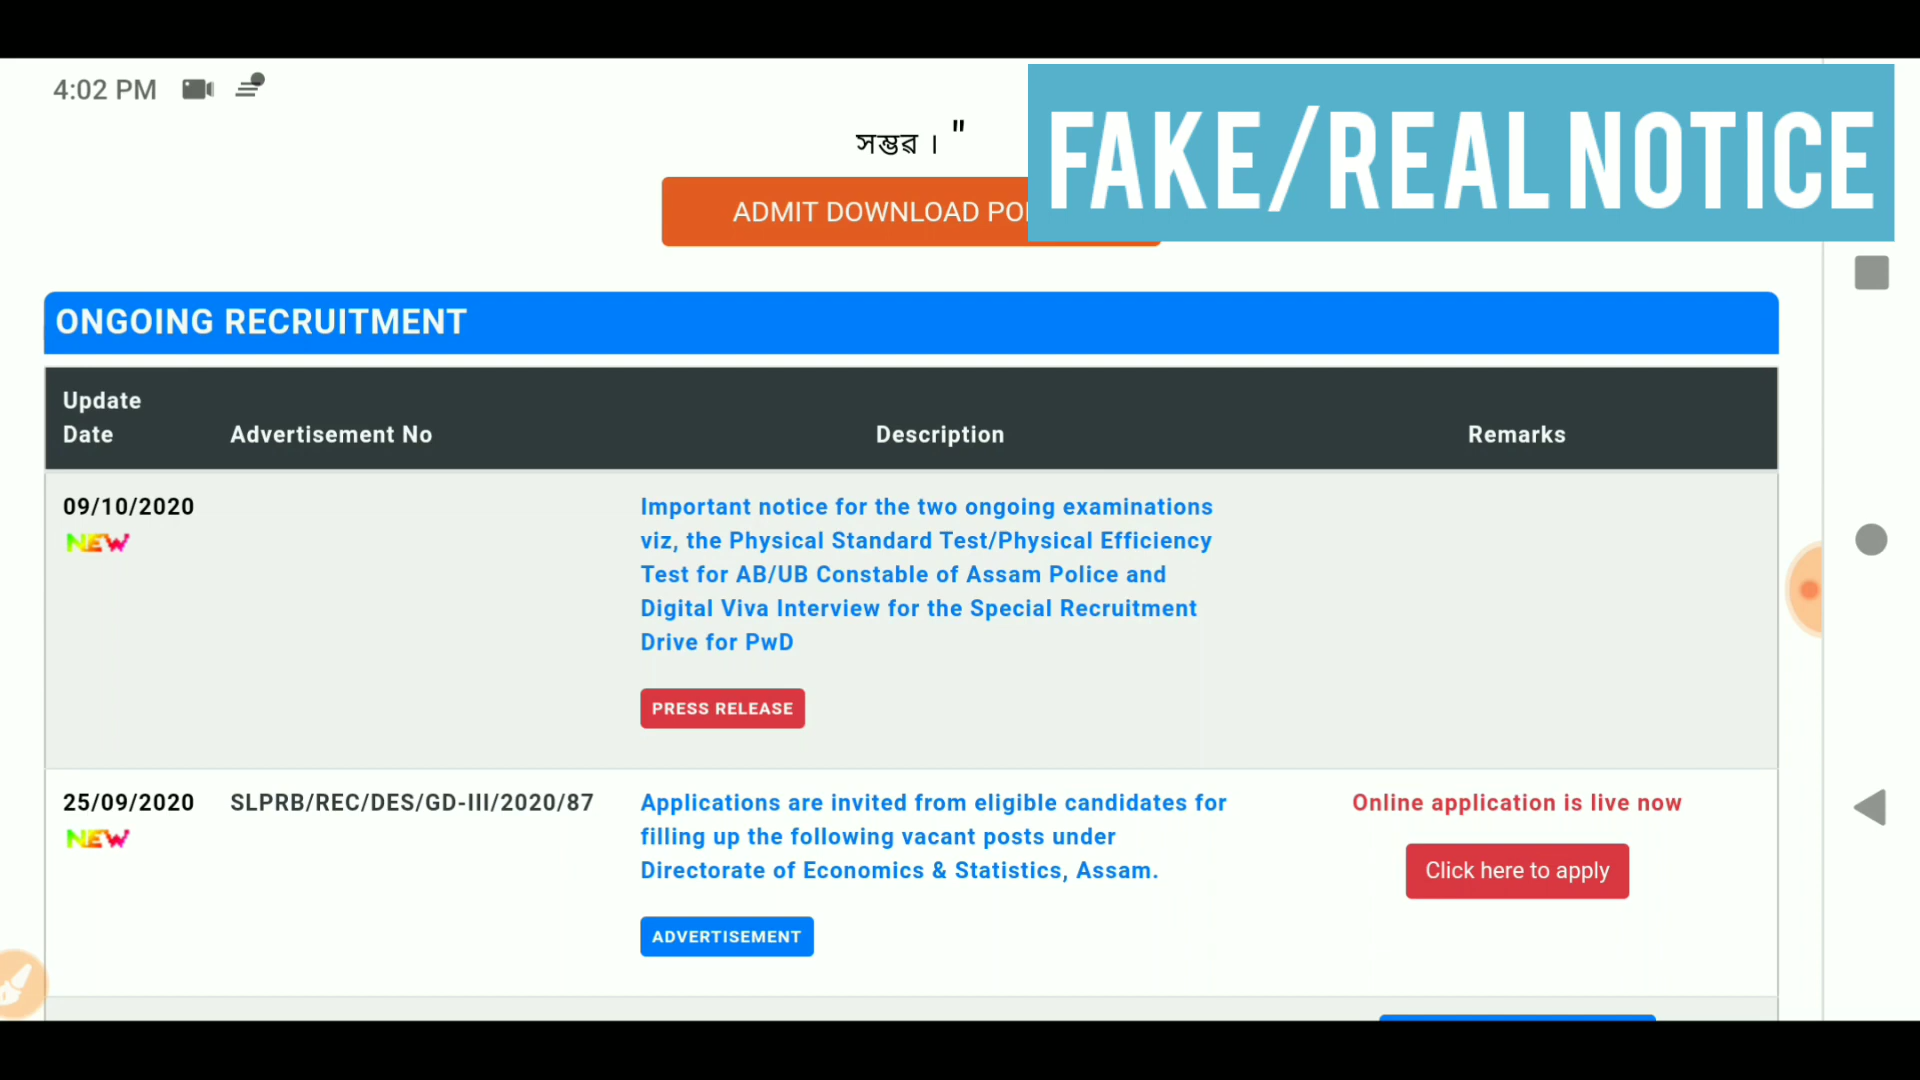 4:02 PM
সম্ভৱ । "
FAKE/REAL NOTICE
ADMIT DOWNLOAD
ONGOING RECRUITMENT
Update
Date
Advertisement No
Description
Remarks
09/10/2020
NEW
Important notice for the two ongoing examinations
viz, the Physical Standard Test/Physical Efficiency
Test for AB/UB Constable of Assam Police and
Digital Viva Interview for the Special Recruitment
Drive for PwD
PRESS RELEASE
25/09/2020
NEW
SLPRB/REC/DES/GD-III/2020/87
Applications are invited from eligible candidates for
filling up the following vacant posts under
Directorate of Economics & Statistics, Assam.
ADVERTISEMENT
Online application is live now
Click here to apply